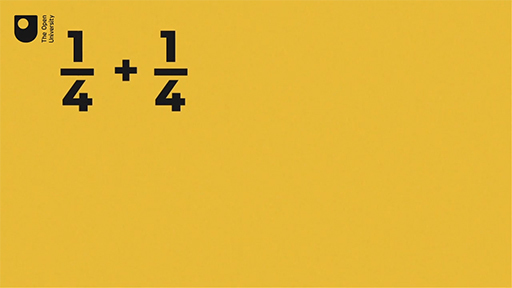 The Open
University
1/4 + 1/4